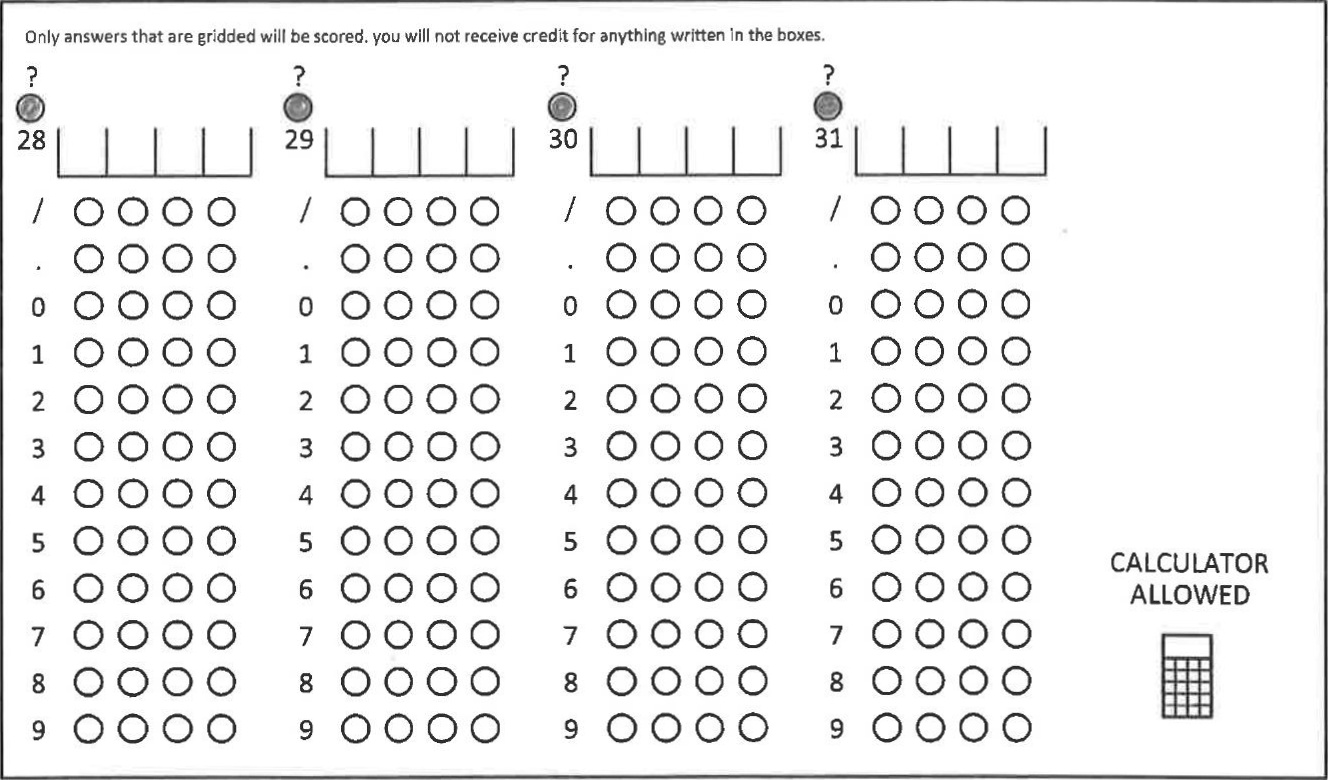 Only answers that are gridded will be scored. you will not receive credit for anything written in the boxes.
? ? ? ?
28 29 30 31
/ / / /
. . . .
0 0 0 0
1 1 1 1
2 2 2 2
3 3 3 3
4 4 4 4
5 5 5 5
6 6 6 6
7 7 7 7
8 8 8 8
9 9 9 9
CALCULATOR
ALLOWED